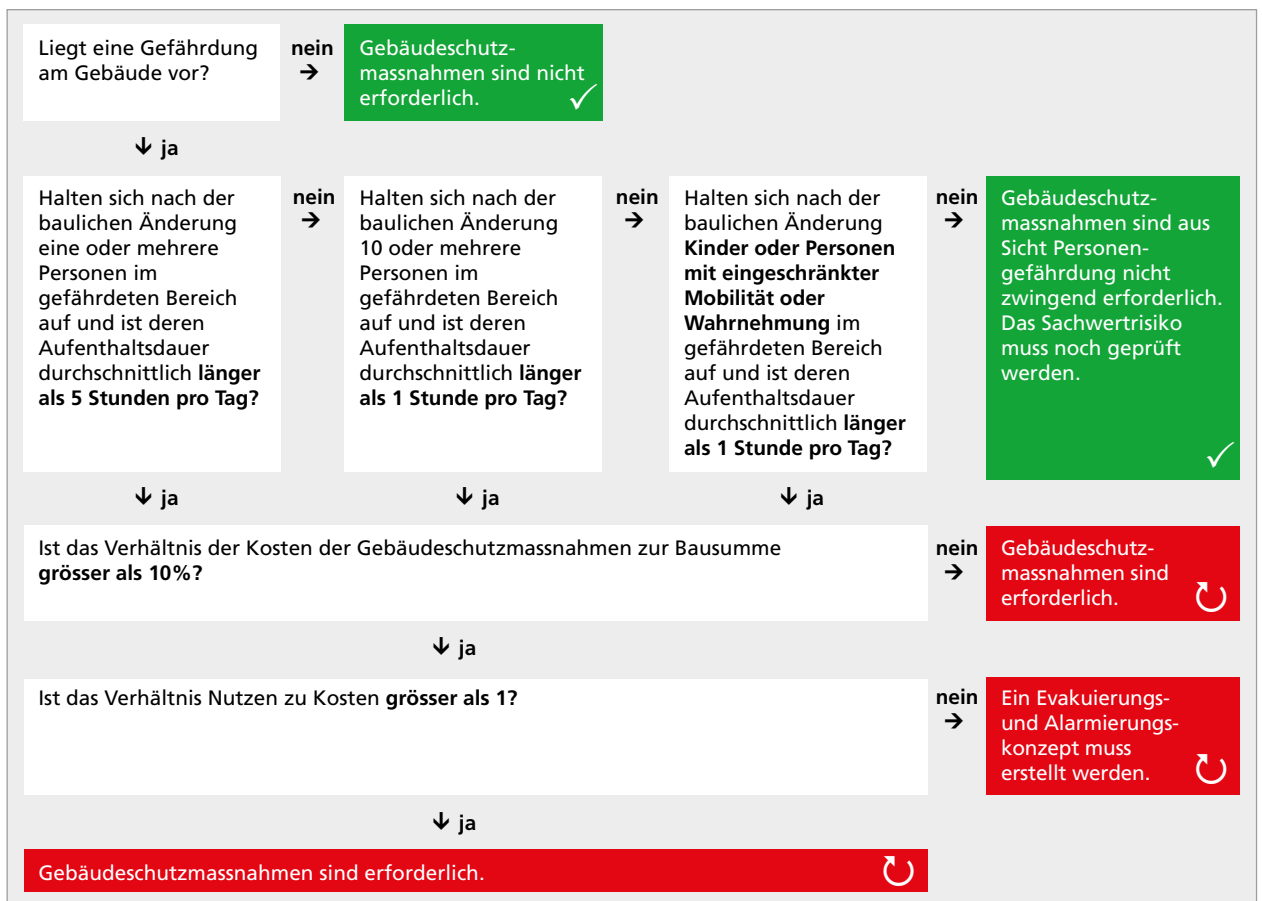 Liegt eine Gefährdung
am Gebäude vor?
nein
→
Gebäudeschutz-
massnahmen sind nicht
erforderlich.
↓ ja
Halten sich nach der
baulichen Änderung
eine oder mehrere
Personen im
gefährdeten Bereich
auf und ist deren
Aufenthaltsdauer
durchschnittlich länger
als 5 Stunden pro Tag?
nein
→
Halten sich nach der
baulichen Änderung
10 oder mehrere
Personen im
gefährdeten Bereich
auf und ist deren
Aufenthaltsdauer
durchschnittlich länger
als 1 Stunde pro Tag?
nein
→
Halten sich nach der
baulichen Änderung
Kinder oder Personen
mit eingeschränkter
Mobilität oder
Wahrnehmung im
gefährdeten Bereich
auf und ist deren
Aufenthaltsdauer
durchschnittlich länger
als 1 Stunde pro Tag?
nein
→
Gebäudeschutz-
massnahmen sind aus
Sicht Personen-
gefährdung nicht
zwingend erforderlich.
Das Sachwertrisiko
muss noch geprüft
werden.
↓ ja
↓ ja
↓ ja
Ist das Verhältnis der Kosten der Gebäudeschutzmassnahmen zur Bausumme
grösser als 10%?
nein
→
Gebäudeschutz-
massnahmen sind
erforderlich.
↓ ja
Ist das Verhältnis Nutzen zu Kosten grösser als 1?
nein
→
Ein Evakuierungs-
und Alarmierungs-
konzept muss
erstellt werden.
↓ ja
Gebäudeschutzmassnahmen sind erforderlich.